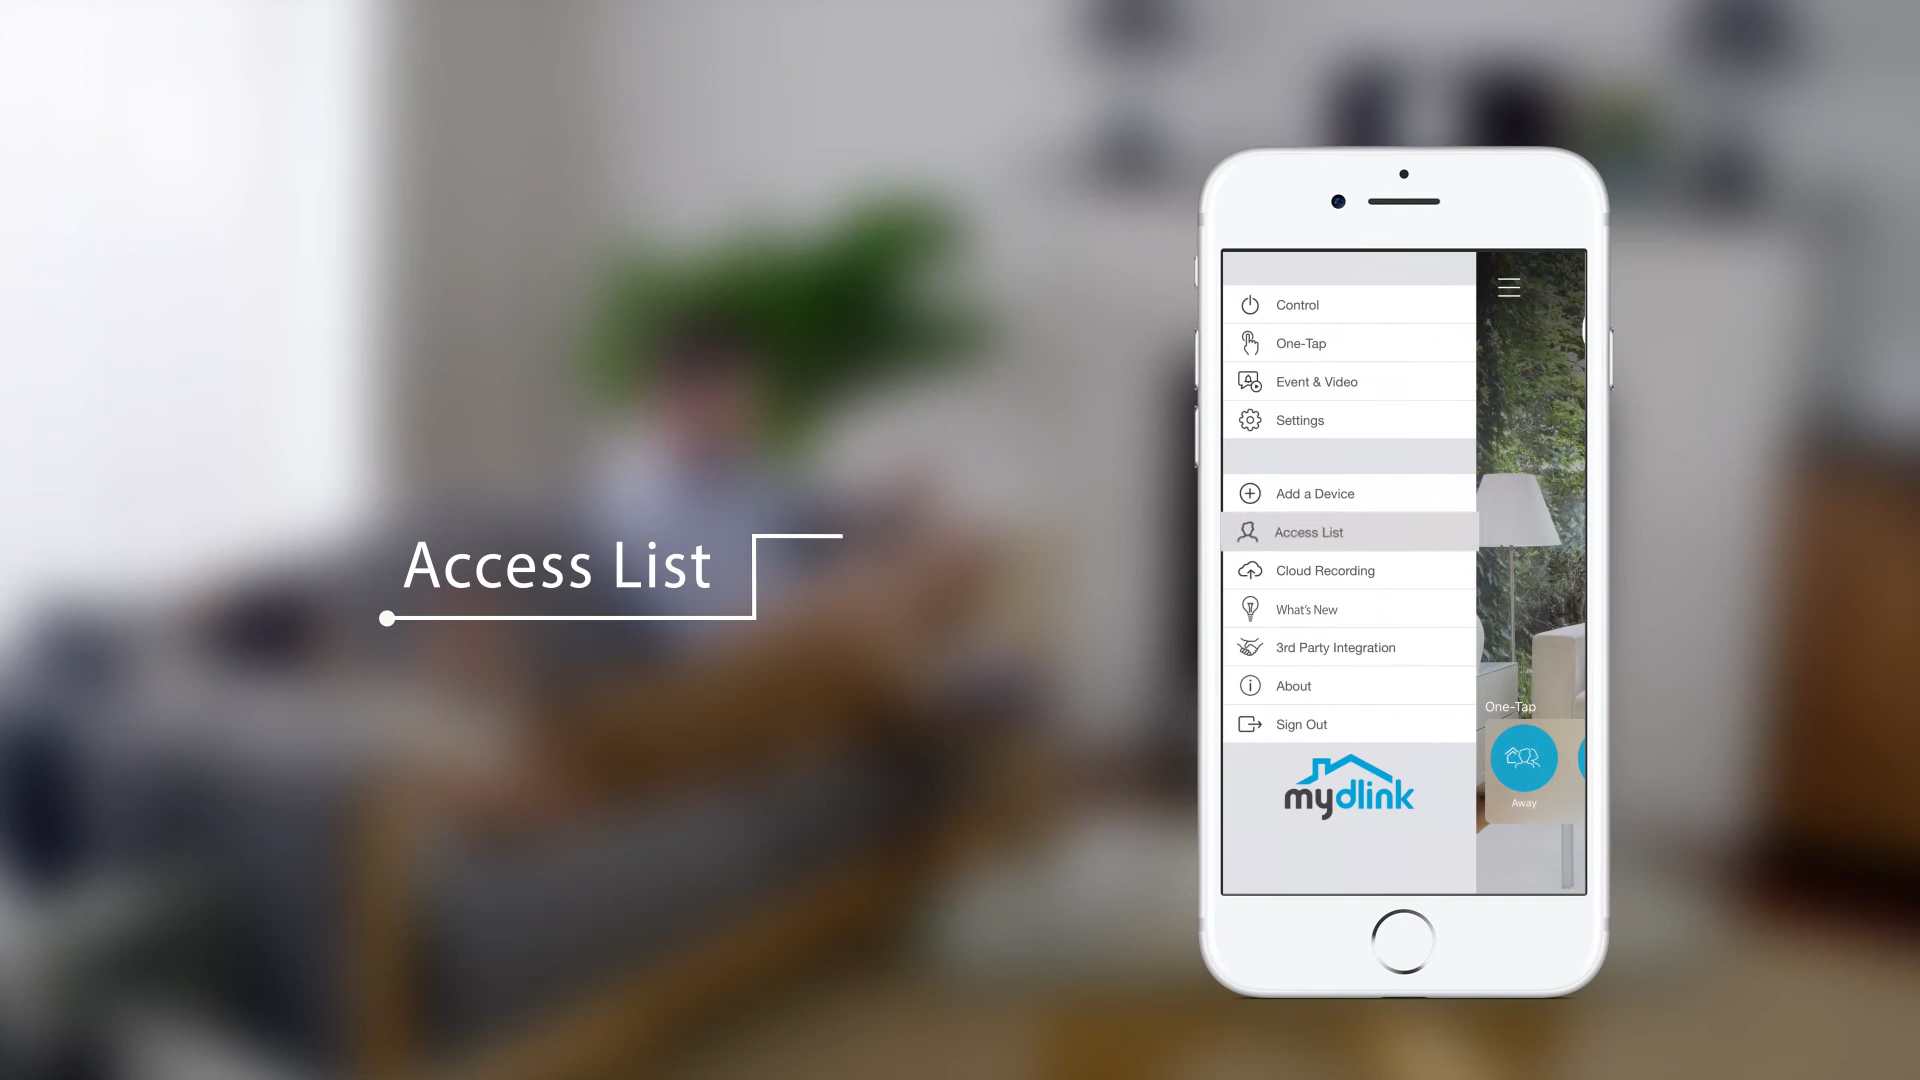 Access List
Control
One-Tap
Event & Video
Settings
Add a Device
Access List
Cloud Recording
What's New
3rd Party Integration
About
Sign Out
mydlink
One-Tap
Away